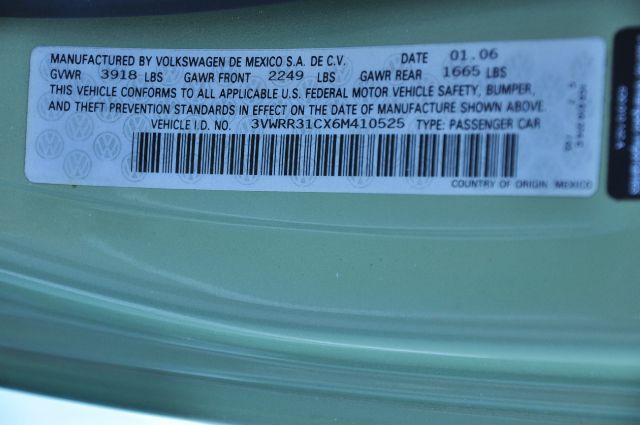 MANUFACTURED BY VOLKSWAGEN DE MEXICO S.A. DE C.V. DATE 01.06
GVWR 3918 LBS GAWR FRONT 2249 LBS GAWR REAR 1665 LBS
THIS VEHICLE CONFORMS TO ALL APPLICABLE U.S. FEDERAL MOTOR VEHICLE SAFETY, BUMPER,
AND THEFT PREVENTION STANDARDS IN EFFECT ON THE DATE OF MANUFACTURE SHOWN ABOVE.
VEHICLE I.D. NO. 3VWRR31CX6M410525 TYPE: PASSENGER CAR
COUNTRY OF ORIGIN MEXICO